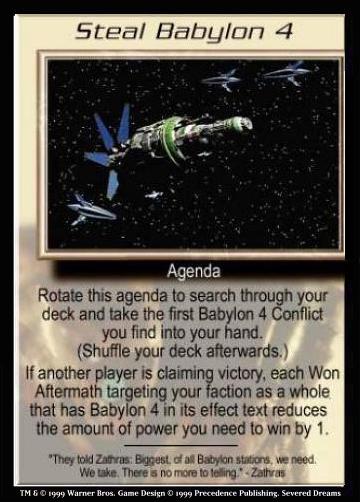 Steal Babylon 4
Agenda
Rotate this agenda to search through your
deck and take the first Babylon 4 Conflict
you find into your hand.
(Shuffle your deck afterwards.)
If another player is claiming victory, each Won
Aftermath targeting your faction as a whole
that has Babylon 4 in its effect text reduces
the amount of power you need to win by 1.
"They told Zathras: Biggest, of all Babylon stations, we need.
We take. There is no more to telling." - Zathras
TM & © 1999 Warner Bros. Game Design © 1999 Precedence Publishing. Severed Dreams